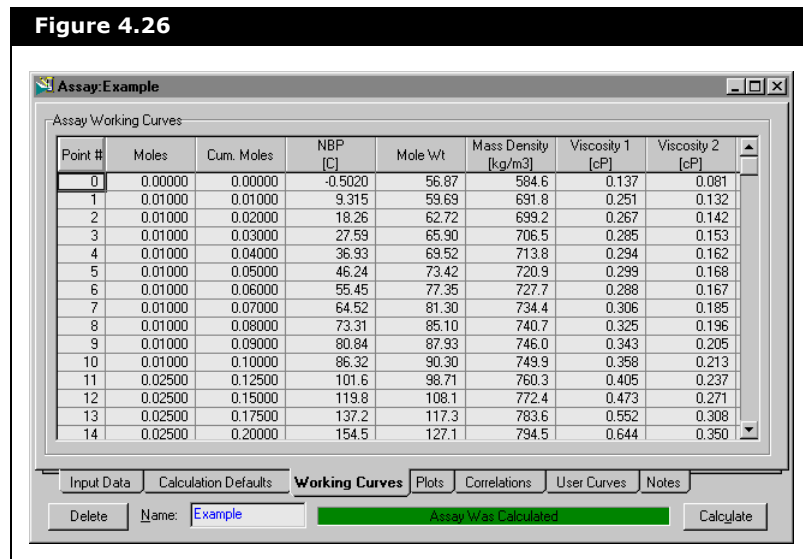 Figure 4.26
Assay:Example
Assay Working Curves
Point # Moles Cum. Moles NBP [C] Mole Wt Mass Density [kg/m3] Viscosity 1 [cP] Viscosity 2 [cP]
0 0.00000 0.00000 -0.5020 56.87 584.6 0.137 0.081
1 0.01000 0.01000 9.315 59.69 691.8 0.251 0.132
2 0.01000 0.02000 18.26 62.72 699.2 0.267 0.142
3 0.01000 0.03000 27.59 65.90 706.5 0.285 0.153
4 0.01000 0.04000 36.93 69.52 713.8 0.294 0.162
5 0.01000 0.05000 46.24 73.42 720.9 0.299 0.168
6 0.01000 0.06000 55.45 77.35 727.7 0.288 0.167
7 0.01000 0.07000 64.52 81.30 734.4 0.306 0.185
8 0.01000 0.08000 73.31 85.10 740.7 0.325 0.196
9 0.01000 0.09000 80.84 87.93 746.0 0.343 0.205
10 0.01000 0.10000 86.32 90.30 749.9 0.358 0.213
11 0.02500 0.12500 101.6 98.71 760.3 0.405 0.237
12 0.02500 0.15000 119.8 108.1 772.4 0.473 0.271
13 0.02500 0.17500 137.2 117.3 783.6 0.552 0.308
14 0.02500 0.20000 154.5 127.1 794.5 0.644 0.350
Input Data Calculation Defaults Working Curves Plots Correlations User Curves Notes
Delete Name: Example Assay Was Calculated Calculate